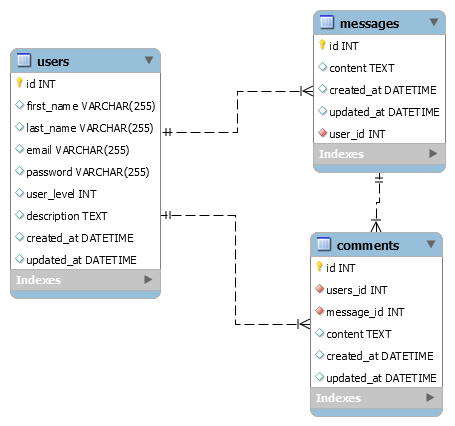 users
id INT
first_name VARCHAR(255)
last_name VARCHAR(255)
email VARCHAR(255)
password VARCHAR(255)
user_level INT
description TEXT
created_at DATETIME
updated_at DATETIME
Indexes
messages
id INT
content TEXT
created_at DATETIME
updated_at DATETIME
user_id INT
Indexes
comments
id INT
users_id INT
message_id INT
content TEXT
created_at DATETIME
updated_at DATETIME
Indexes